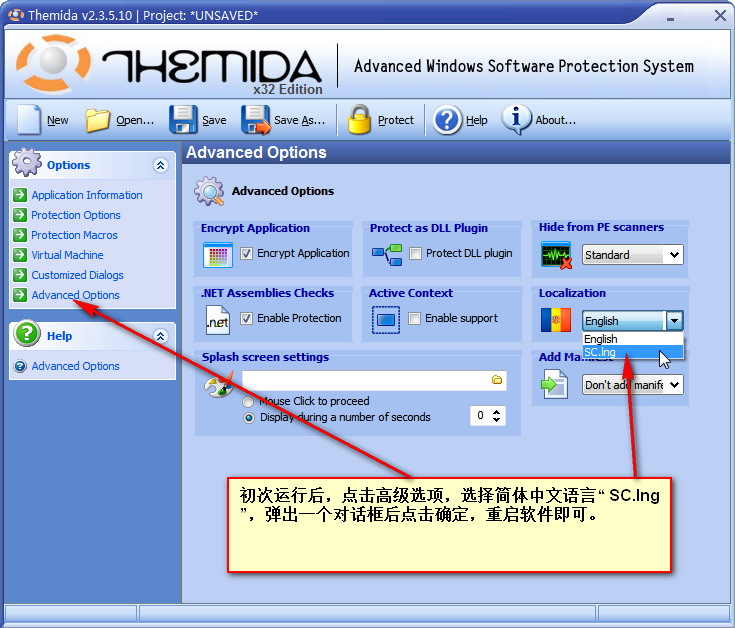 Themida v2.3.5.10 | Project: *UNSAVED*
THEMIDA
x32 Edition
Advanced Windows Software Protection System
New
Open...
Save
Save As...
Protect
Help
About...
Options
Application Information
Protection Options
Protection Macros
Virtual Machine
Customized Dialogs
Advanced Options
Help
Advanced Options
Advanced Options
Advanced Options
Encrypt Application
Encrypt Application
Protect as DLL Plugin
Protect DLL plugin
Hide from PE scanners
Standard
.NET Assemblies Checks
.net
Enable Protection
Active Context
Enable support
Localization
English
English
SC.lng
Splash screen settings
Mouse Click to proceed
Display during a number of seconds
0
Add Manifest
Don't add manife
初次运行后，点击高级选项，选择简体中文语言“ SC.lng
”，弹出一个对话框后点击确定，重启软件即可。